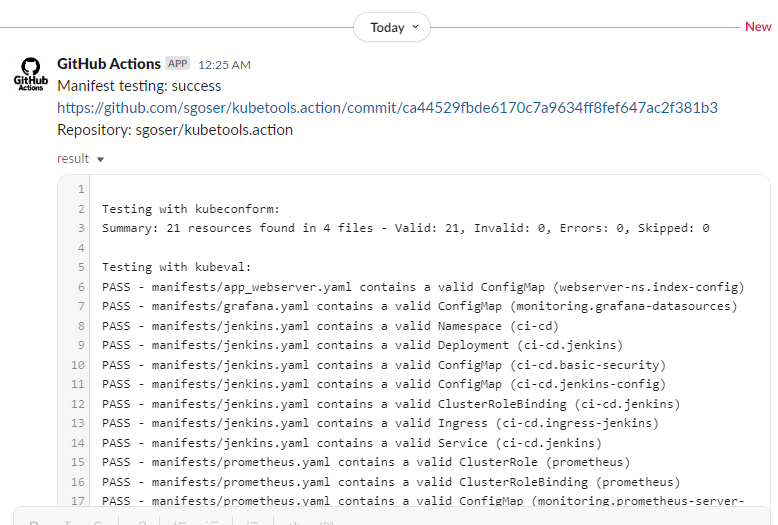 Today
New
GitHub Actions
GitHub Actions APP 12:25 AM
Manifest testing: success
https://github.com/sgoser/kubetools.action/commit/ca44529fbde6170c7a9634ff8fef647ac2f381b3
Repository: sgoser/kubetools.action
result
1
2 Testing with kubeconform:
3 Summary: 21 resources found in 4 files - Valid: 21, Invalid: 0, Errors: 0, Skipped: 0
4
5 Testing with kubeval:
6 PASS - manifests/app_webserver.yaml contains a valid ConfigMap (webserver-ns.index-config)
7 PASS - manifests/grafana.yaml contains a valid ConfigMap (monitoring.grafana-datasources)
8 PASS - manifests/jenkins.yaml contains a valid Namespace (ci-cd)
9 PASS - manifests/jenkins.yaml contains a valid Deployment (ci-cd.jenkins)
10 PASS - manifests/jenkins.yaml contains a valid ConfigMap (ci-cd.basic-security)
11 PASS - manifests/jenkins.yaml contains a valid ConfigMap (ci-cd.jenkins-config)
12 PASS - manifests/jenkins.yaml contains a valid ClusterRoleBinding (ci-cd.jenkins)
13 PASS - manifests/jenkins.yaml contains a valid Ingress (ci-cd.ingress-jenkins)
14 PASS - manifests/jenkins.yaml contains a valid Service (ci-cd.jenkins)
15 PASS - manifests/prometheus.yaml contains a valid ClusterRole (prometheus)
16 PASS - manifests/prometheus.yaml contains a valid ClusterRoleBinding (prometheus)
17 PASS - manifests/prometheus.yaml contains a valid ConfigMap (monitoring.prometheus-server-